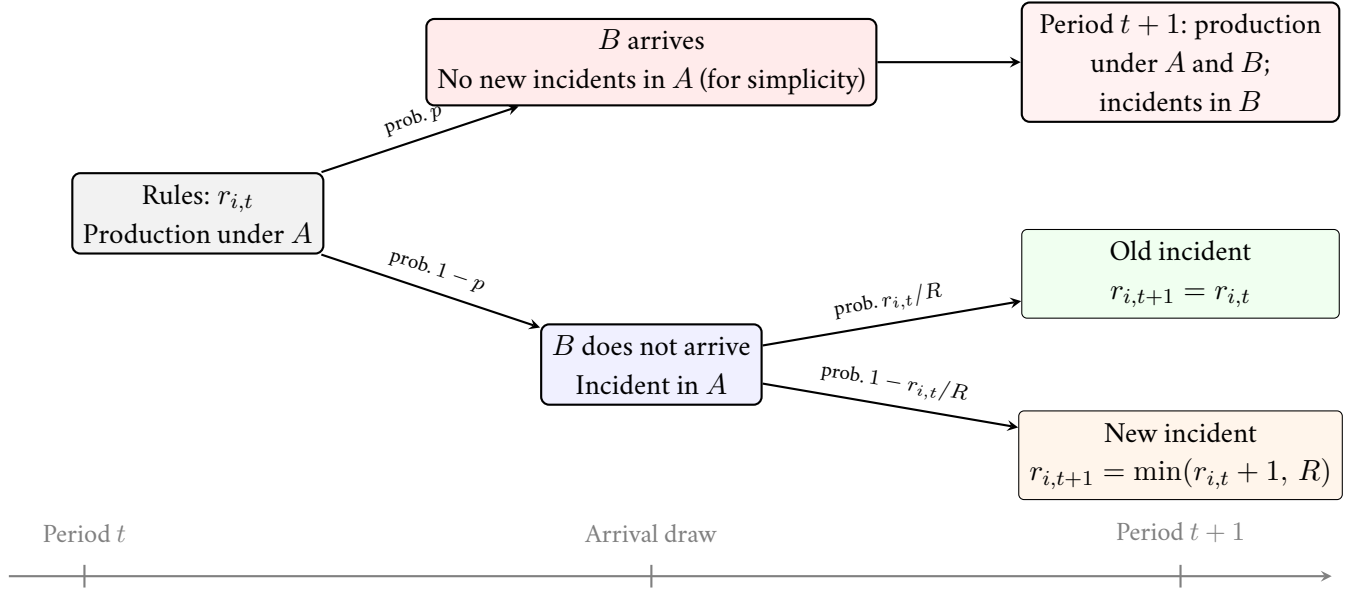 B arrives
No new incidents in A (for simplicity)
Period t + 1: production
under A and B;
incidents in B
prob. p
Rules: r_{i,t}
Production under A
prob. 1 − p
B does not arrive
Incident in A
prob. r_{i,t}/R
Old incident
r_{i,t+1} = r_{i,t}
prob. 1 − r_{i,t}/R
New incident
r_{i,t+1} = min(r_{i,t} + 1, R)
Period t
Arrival draw
Period t + 1